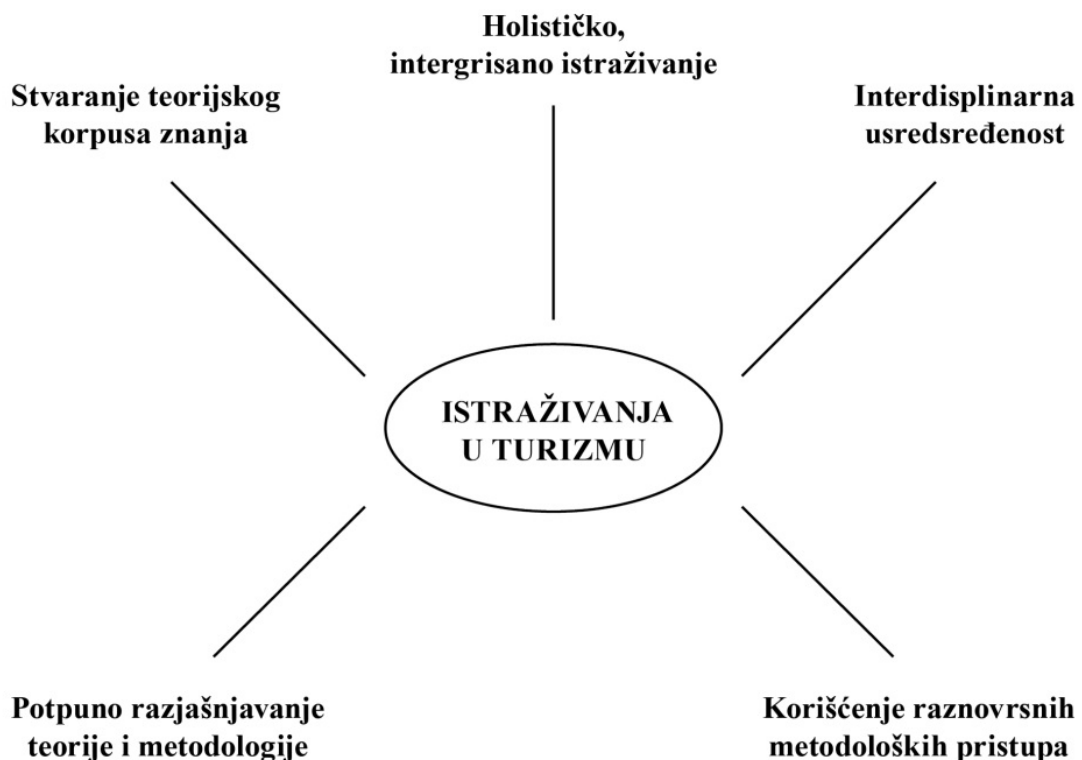 Holističko,
intergrisano istraživanje
Stvaranje teorijskog
korpusa znanja
Interdisplinarna
usredsređenost
ISTRAŽIVANJA
U TURIZMU
Potpuno razjašnjavanje
teorije i metodologije
Korišćenje raznovrsnih
metodoloških pristupa